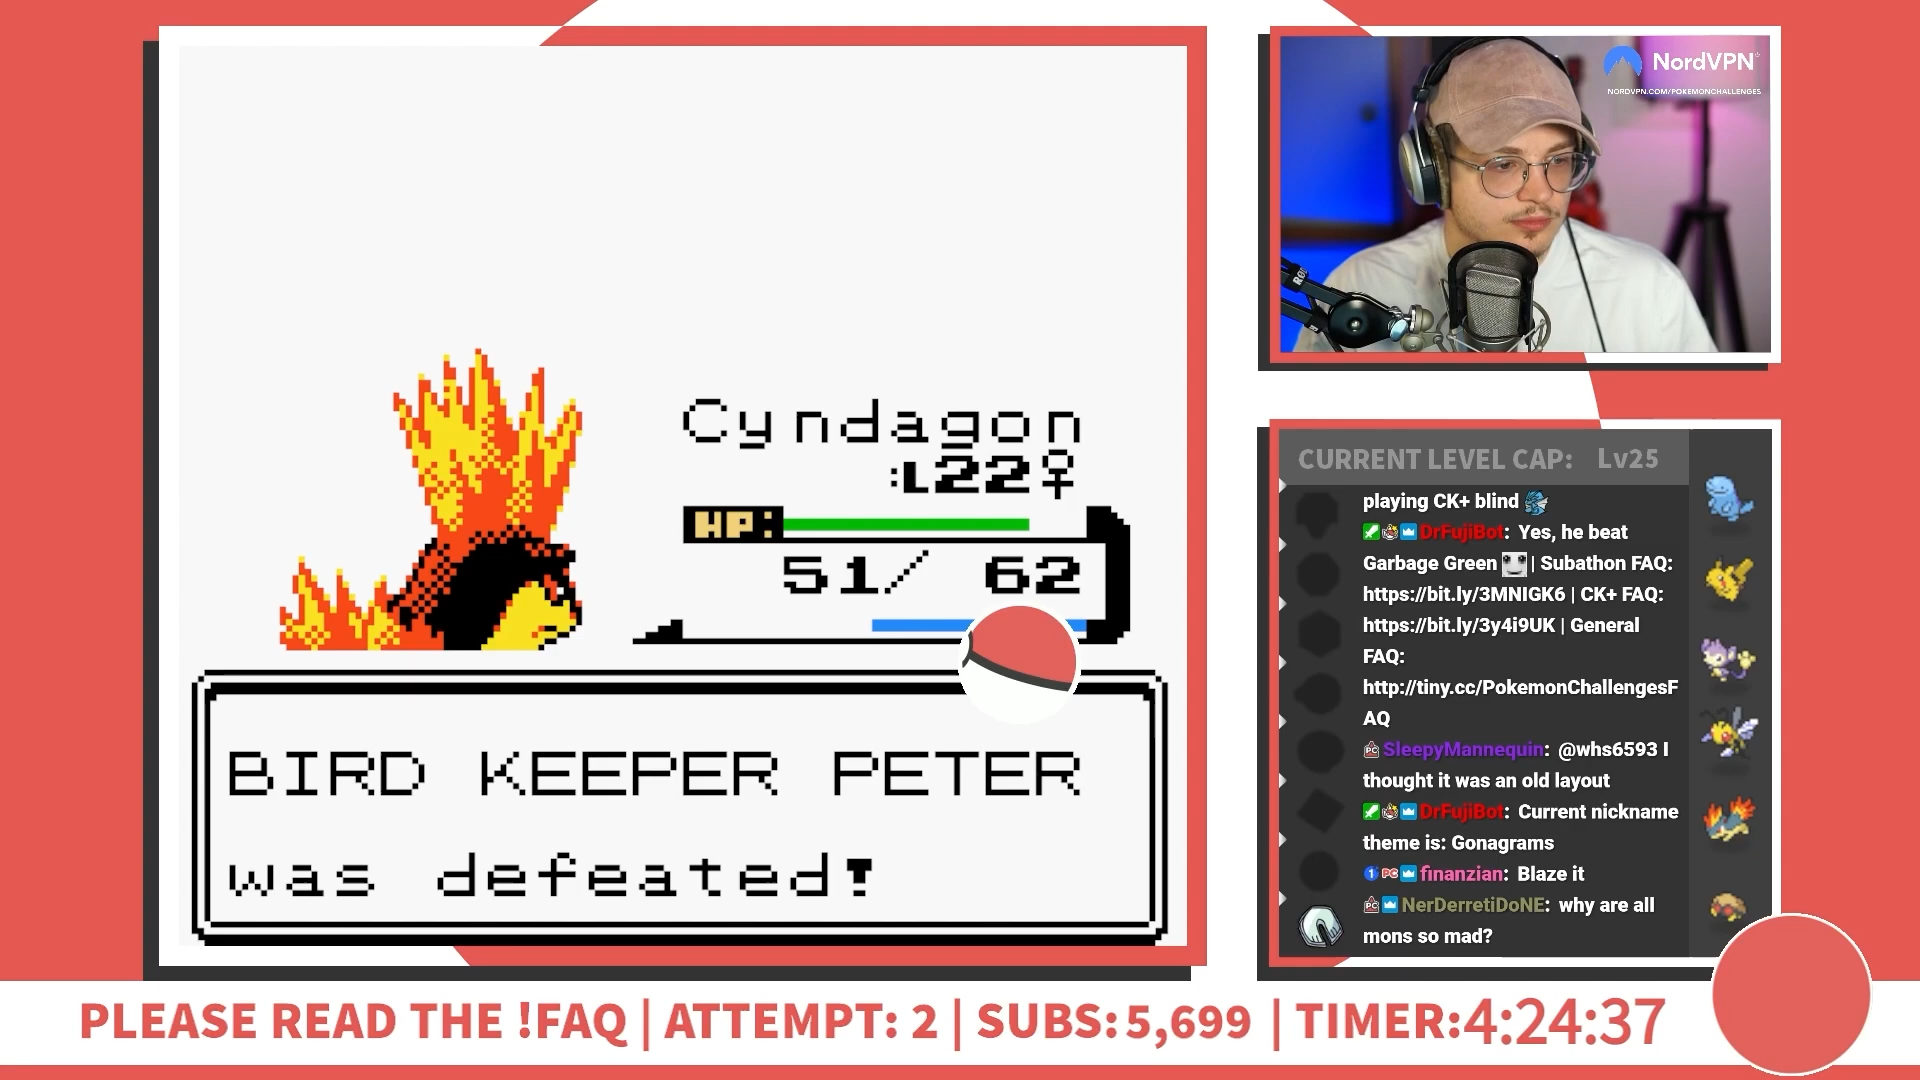 Cyndagon
:L22♀
HP:
51/ 62
BIRD KEEPER PETER
was defeated!
NordVPN
NORDVPN.COM/POKEMONCHALLENGES
CURRENT LEVEL CAP: Lv25
playing CK+ blind
DrFujiBot: Yes, he beat
Garbage Green | Subathon FAQ:
https://bit.ly/3MNIGK6 | CK+ FAQ:
https://bit.ly/3y4i9UK | General
FAQ:
http://tiny.cc/PokemonChallengesF
AQ
SleepyMannequin: @whs6593 I
thought it was an old layout
DrFujiBot: Current nickname
theme is: Gonagrams
finanzian: Blaze it
NerDerretiDoNE: why are all
mons so mad?
PLEASE READ THE !FAQ | ATTEMPT: 2 | SUBS: 5,699 | TIMER:4:24:37